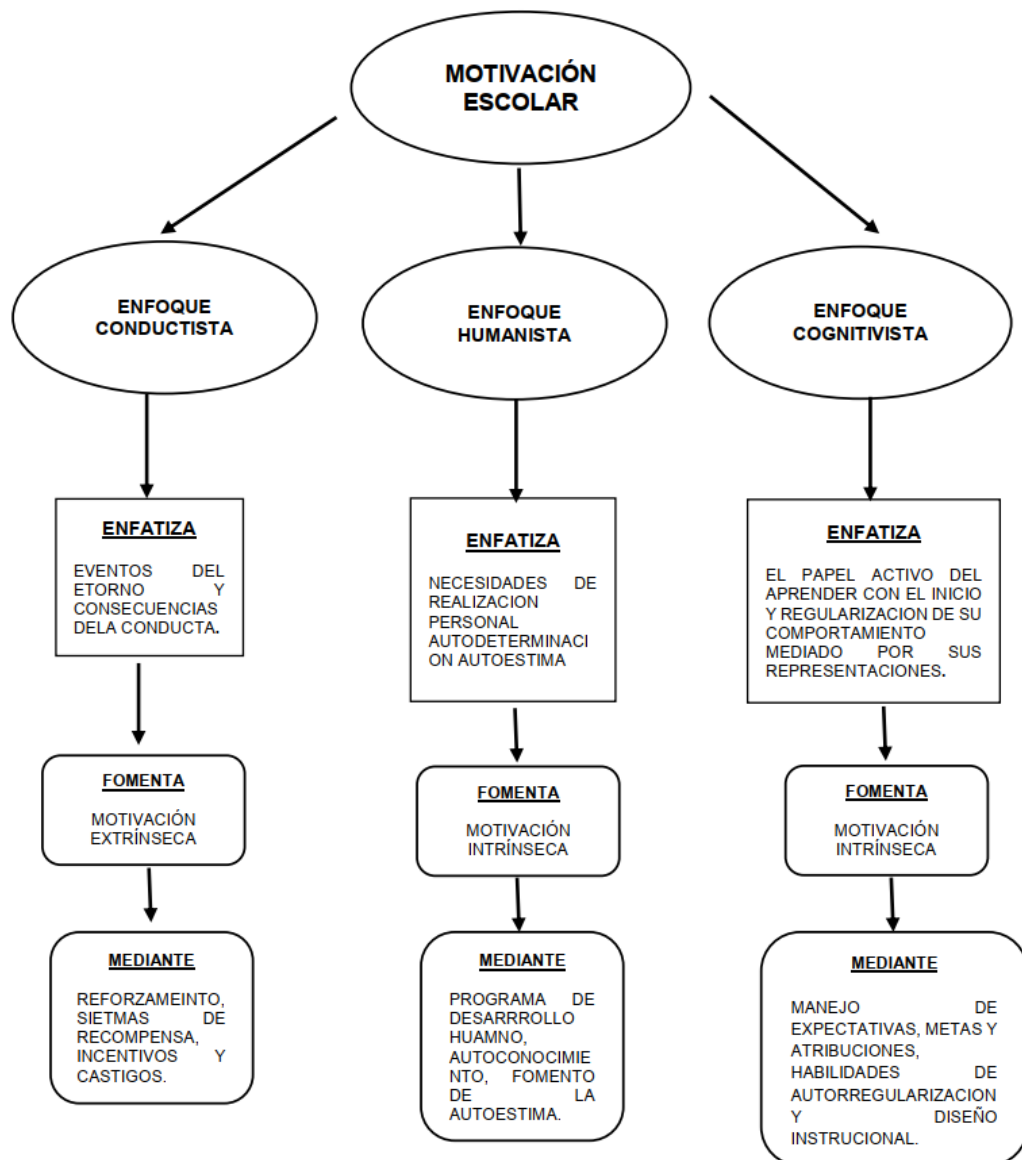 MOTIVACIÓN
ESCOLAR
ENFOQUE
CONDUCTISTA
ENFOQUE
HUMANISTA
ENFOQUE
COGNITIVISTA
ENFATIZA
EVENTOS DEL
ETORNO Y
CONSECUENCIAS
DELA CONDUCTA.
ENFATIZA
NECESIDADES DE
REALIZACION
PERSONAL
AUTODETERMINACI
ON AUTOESTIMA
ENFATIZA
EL PAPEL ACTIVO DEL
APRENDER CON EL INICIO
Y REGULARIZACION DE SU
COMPORTAMIENTO
MEDIADO POR SUS
REPRESENTACIONES.
FOMENTA
MOTIVACIÓN
EXTRÍNSECA
FOMENTA
MOTIVACIÓN
INTRÍNSECA
FOMENTA
MOTIVACIÓN
INTRÍNSECA
MEDIANTE
REFORZAMEINTO,
SIETMAS DE
RECOMPENSA,
INCENTIVOS Y
CASTIGOS.
MEDIANTE
PROGRAMA DE
DESARRROLLO
HUAMNO,
AUTOCONOCIMIE
NTO, FOMENTO
DE LA
AUTOESTIMA.
MEDIANTE
MANEJO DE
EXPECTATIVAS, METAS Y
ATRIBUCIONES,
HABILIDADES DE
AUTORREGULARIZACION
Y DISEÑO
INSTRUCIONAL.